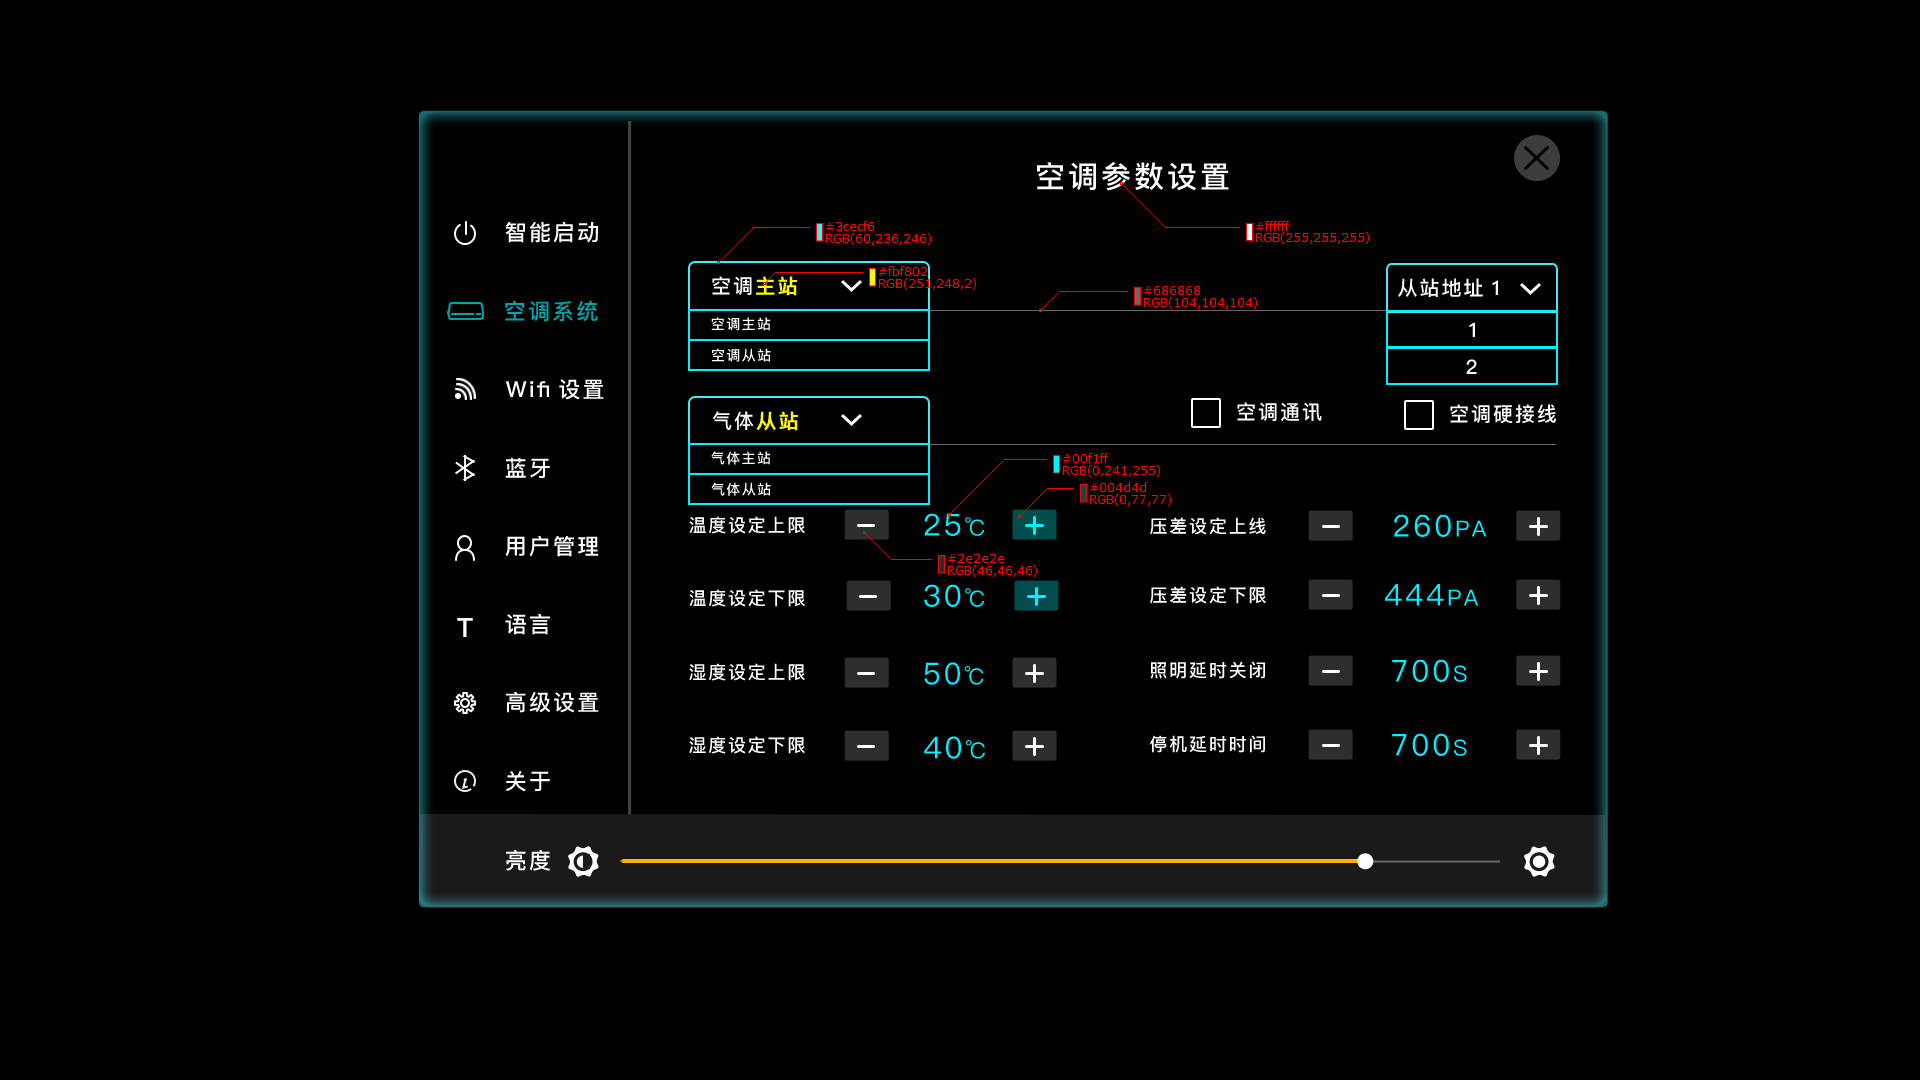 空调参数设置
智能启动
空调系统
Wifi 设置
蓝牙
用户管理
T 语言
高级设置
关于
#3cecf6
RGB(60,236,246)
#ffffff
RGB(255,255,255)
空调主站
#fbf802
RGB(251,248,2)
空调主站
空调从站
#686868
RGB(104,104,104)
从站地址 1
1
2
气体从站
气体主站
气体从站
空调通讯
空调硬接线
#00f1ff
RGB(0,241,255)
#004d4d
RGB(0,77,77)
温度设定上限 － 25℃ ＋
压差设定上线 － 260PA ＋
#2e2e2e
RGB(46,46,46)
温度设定下限 － 30℃ ＋
压差设定下限 － 444PA ＋
湿度设定上限 － 50℃ ＋
照明延时关闭 － 700S ＋
湿度设定下限 － 40℃ ＋
停机延时时间 － 700S ＋
亮度